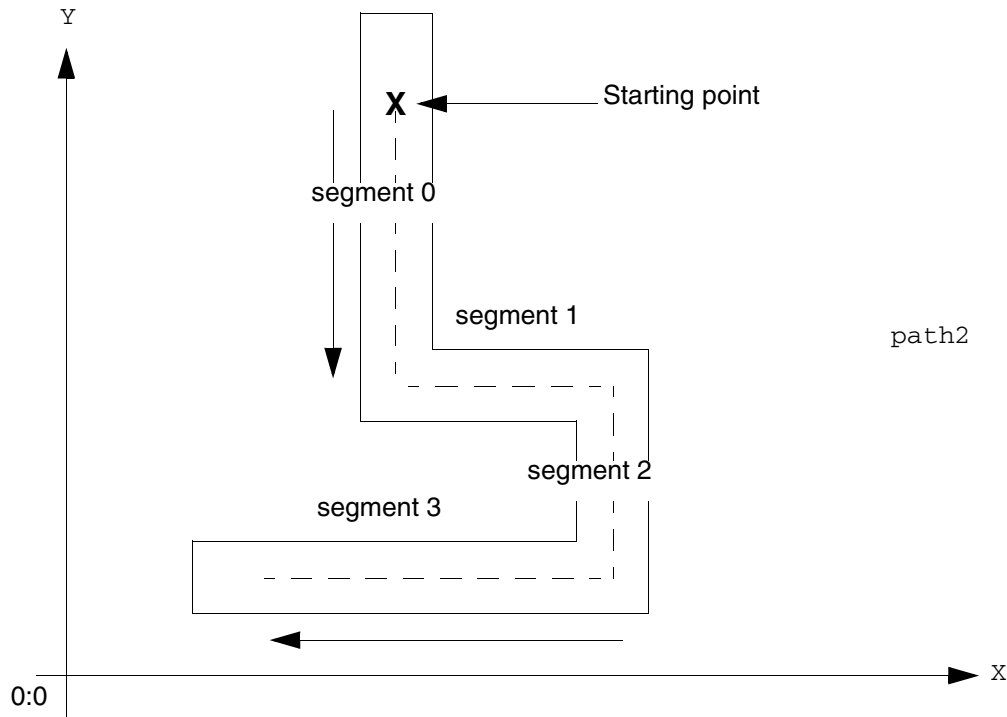 Y
X
Starting point
segment 0
segment 1
path2
segment 2
segment 3
X
0:0